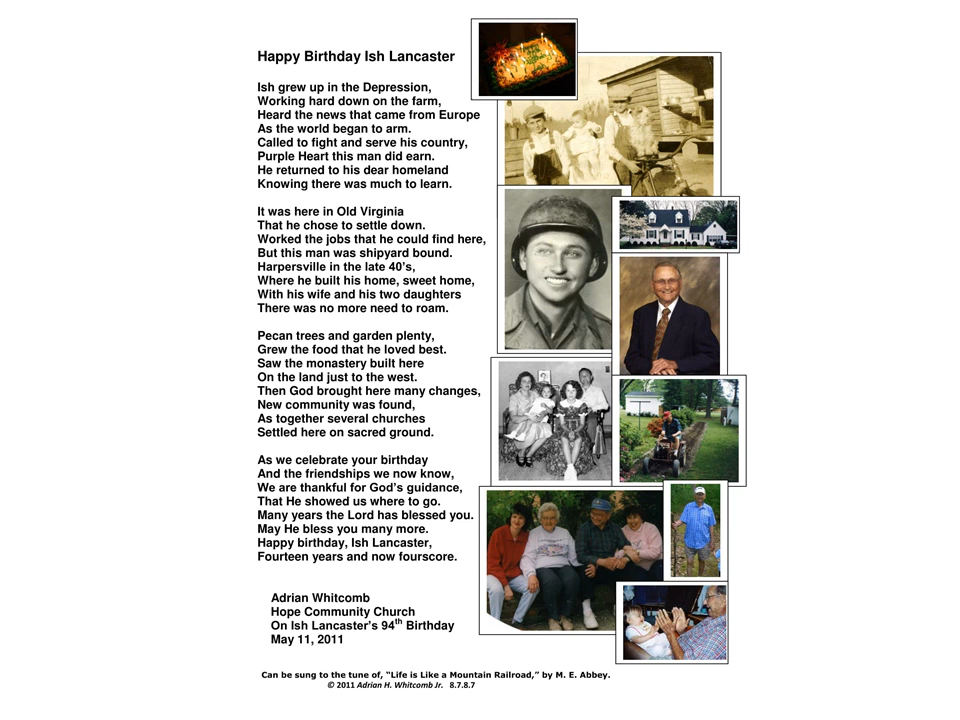 Happy Birthday Ish Lancaster
Ish grew up in the Depression,
Working hard down on the farm,
Heard the news that came from Europe
As the world began to arm.
Called to fight and serve his country,
Purple Heart this man did earn.
He returned to his dear homeland
Knowing there was much to learn.
It was here in Old Virginia
That he chose to settle down.
Worked the jobs that he could find here,
But this man was shipyard bound.
Harpersville in the late 40's,
Where he built his home, sweet home,
With his wife and his two daughters
There was no more need to roam.
Pecan trees and garden plenty,
Grew the food that he loved best.
Saw the monastery built here
On the land just to the west.
Then God brought here many changes,
New community was found,
As together several churches
Settled here on sacred ground.
As we celebrate your birthday
And the friendships we now know,
We are thankful for God's guidance,
That He showed us where to go.
Many years the Lord has blessed you.
May He bless you many more.
Happy birthday, Ish Lancaster,
Fourteen years and now fourscore.
Adrian Whitcomb
Hope Community Church
On Ish Lancaster's 94th Birthday
May 11, 2011
Can be sung to the tune of, “Life is Like a Mountain Railroad,” by M. E. Abbey.
© 2011 Adrian H. Whitcomb Jr. 8.7.8.7